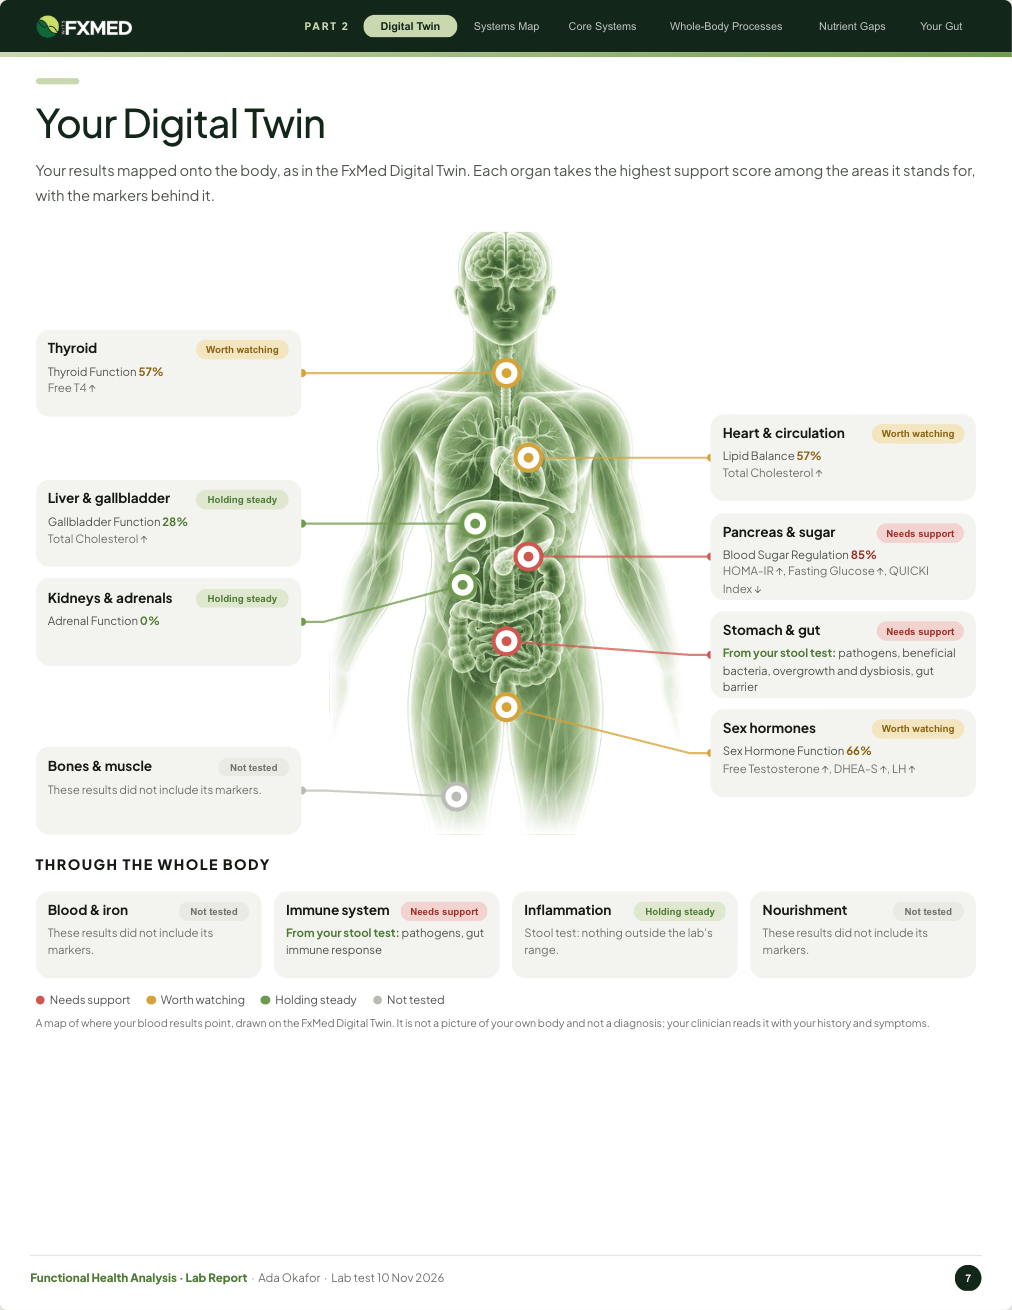 FXMED
PART 2
Digital Twin
Systems Map
Core Systems
Whole-Body Processes
Nutrient Gaps
Your Gut
Your Digital Twin
Your results mapped onto the body, as in the FxMed Digital Twin. Each organ takes the highest support score among the areas it stands for,
with the markers behind it.
Thyroid
Worth watching
Thyroid Function 57%
Free T4 ↑
Heart & circulation
Worth watching
Lipid Balance 57%
Total Cholesterol ↑
Liver & gallbladder
Holding steady
Gallbladder Function 28%
Total Cholesterol ↑
Pancreas & sugar
Needs support
Blood Sugar Regulation 85%
HOMA-IR ↑, Fasting Glucose ↑, QUICKI
Index ↓
Kidneys & adrenals
Holding steady
Adrenal Function 0%
Stomach & gut
Needs support
From your stool test: pathogens, beneficial
bacteria, overgrowth and dysbiosis, gut
barrier
Sex hormones
Worth watching
Sex Hormone Function 66%
Free Testosterone ↑, DHEA-S ↑, LH ↑
Bones & muscle
Not tested
These results did not include its markers.
THROUGH THE WHOLE BODY
Blood & iron
Not tested
These results did not include its
markers.
Immune system
Needs support
From your stool test: pathogens, gut
immune response
Inflammation
Holding steady
Stool test: nothing outside the lab's
range.
Nourishment
Not tested
These results did not include its
markers.
Needs support
Worth watching
Holding steady
Not tested
A map of where your blood results point, drawn on the FxMed Digital Twin. It is not a picture of your own body and not a diagnosis; your clinician reads it with your history and symptoms.
Functional Health Analysis · Lab Report · Ada Okafor · Lab test 10 Nov 2026
7